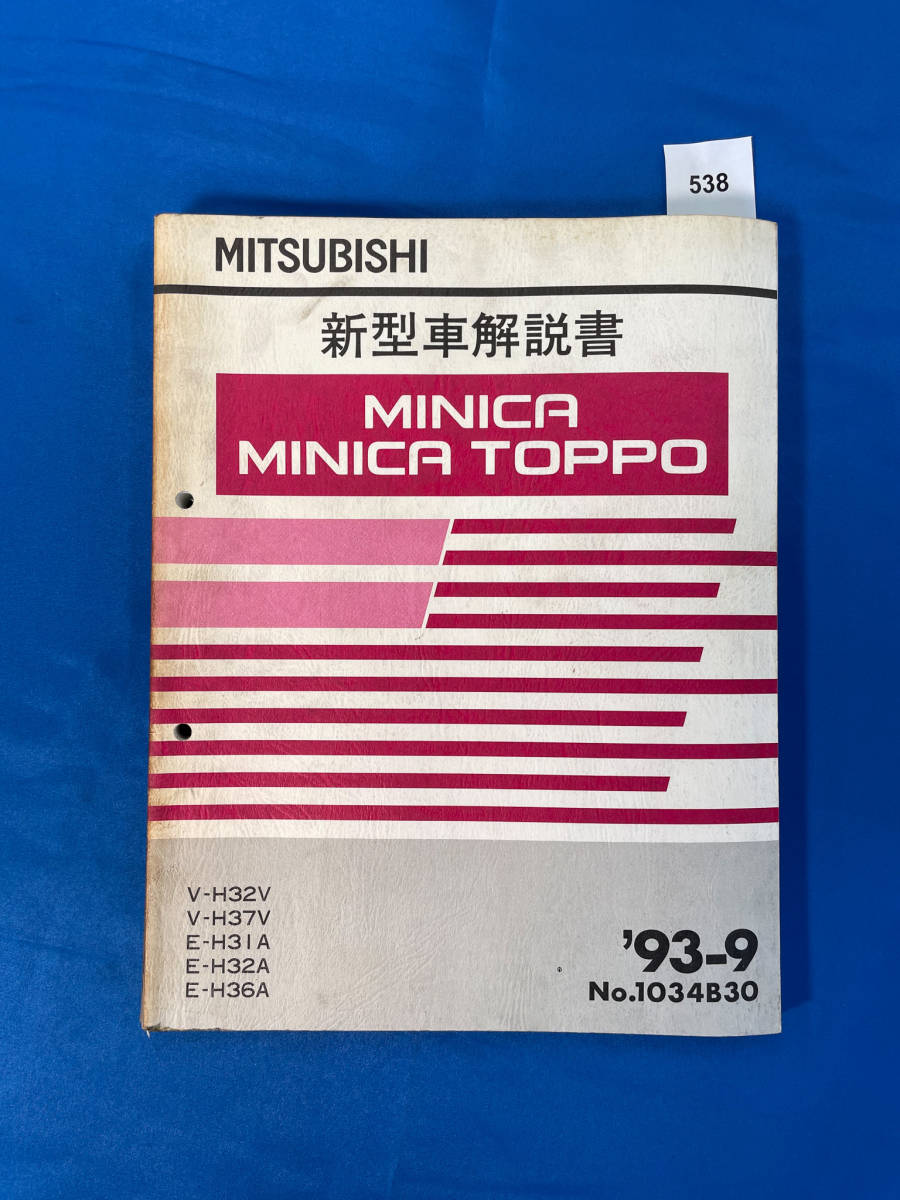 538
MITSUBISHI
新型車解説書
MINICA
MINICA TOPPO
V-H32V
V-H37V
E-H31A
E-H32A
E-H36A
'93-9
No.1034B30